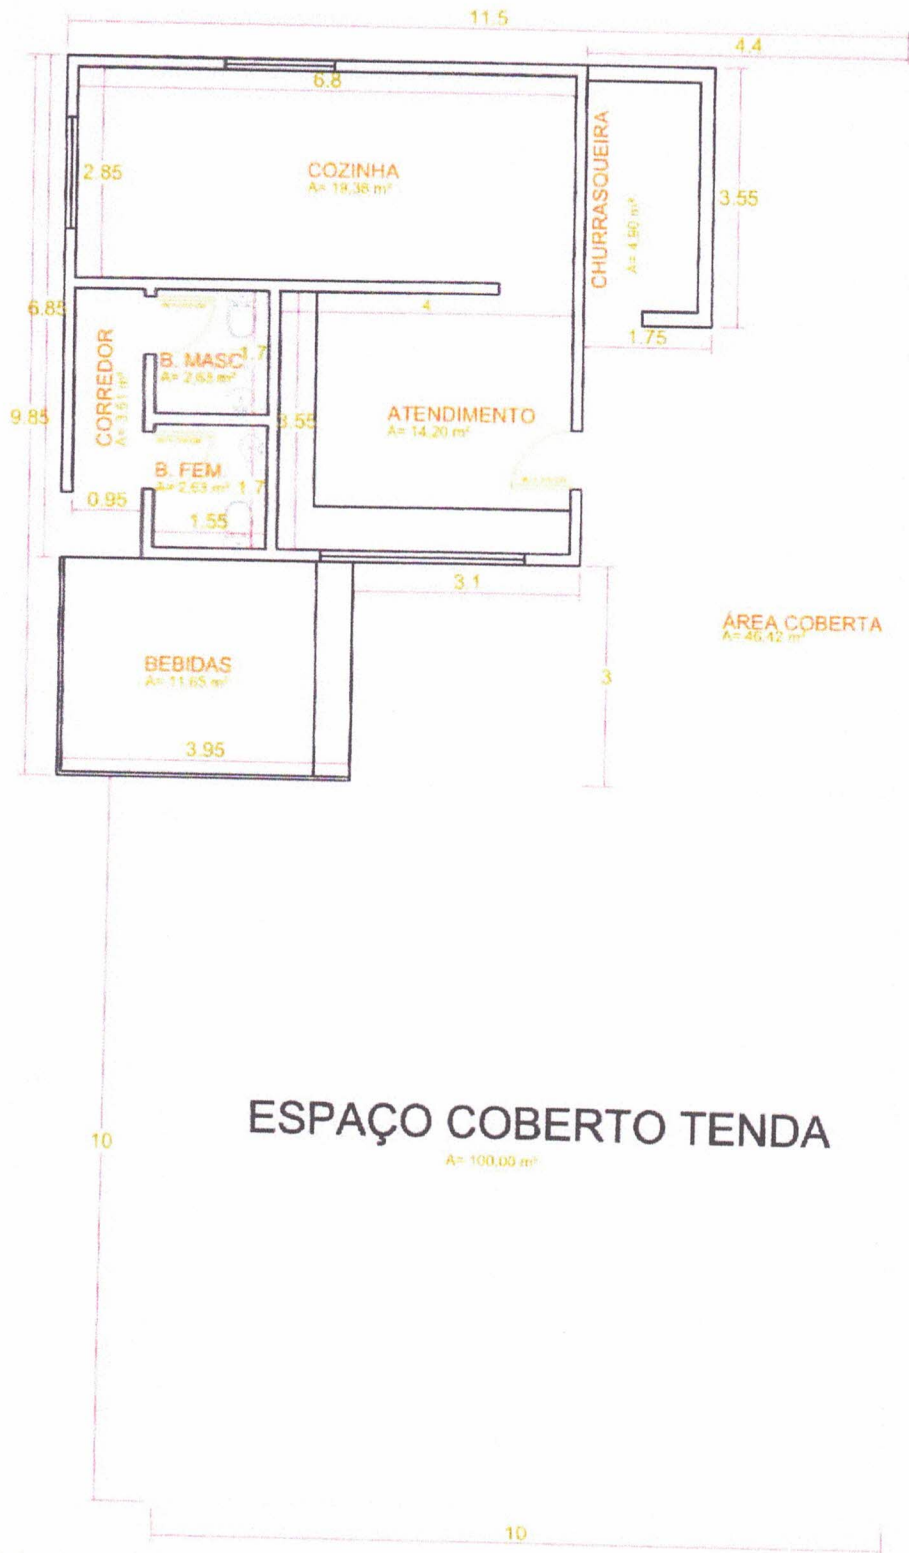 11.5
4.4
6.8
COZINHA
A= 19,38 m²
2.85
CHURRASQUEIRA
A= 4,90 m²
3.55
6.85
4
1.75
CORREDOR
A= 3,51 m²
B. MASC
A= 2,63 m²
1.7
9.85
3.55
ATENDIMENTO
A= 14,20 m²
B. FEM.
A= 2,63 m²
1.7
0.95
1.55
3.1
ÁREA COBERTA
A= 46,42 m²
BEBIDAS
A= 11,65 m²
3
3.95
10
ESPAÇO COBERTO TENDA
A= 100,00 m²
10